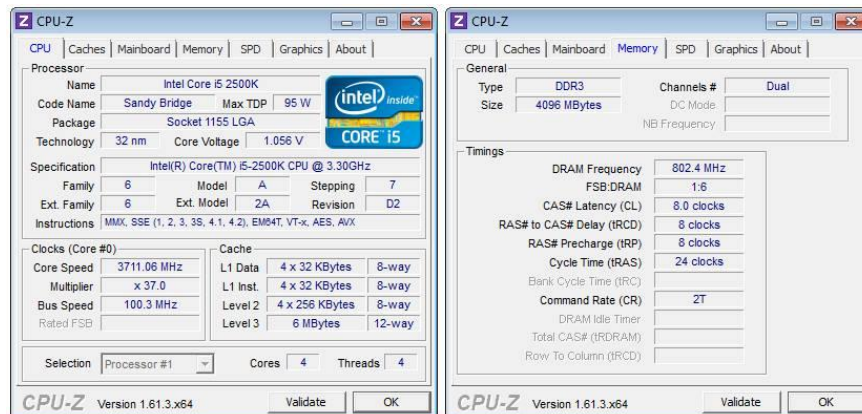 CPU-Z
CPU Caches Mainboard Memory SPD Graphics About
Processor
Name Intel Core i5 2500K
Code Name Sandy Bridge Max TDP 95 W
Package Socket 1155 LGA
Technology 32 nm Core Voltage 1.056 V
(intel) inside™
CORE™ i5
Specification Intel(R) Core(TM) i5-2500K CPU @ 3.30GHz
Family 6 Model A Stepping 7
Ext. Family 6 Ext. Model 2A Revision D2
Instructions MMX, SSE (1, 2, 3, 3S, 4.1, 4.2), EM64T, VT-x, AES, AVX
Clocks (Core #0)
Core Speed 3711.06 MHz
Multiplier x 37.0
Bus Speed 100.3 MHz
Rated FSB
Cache
L1 Data 4 x 32 KBytes 8-way
L1 Inst. 4 x 32 KBytes 8-way
Level 2 4 x 256 KBytes 8-way
Level 3 6 MBytes 12-way
Selection Processor #1 Cores 4 Threads 4
CPU-Z Version 1.61.3.x64 Validate OK
CPU-Z
CPU Caches Mainboard Memory SPD Graphics About
General
Type DDR3 Channels # Dual
Size 4096 MBytes DC Mode
NB Frequency
Timings
DRAM Frequency 802.4 MHz
FSB:DRAM 1:6
CAS# Latency (CL) 8.0 clocks
RAS# to CAS# Delay (tRCD) 8 clocks
RAS# Precharge (tRP) 8 clocks
Cycle Time (tRAS) 24 clocks
Bank Cycle Time (tRC)
Command Rate (CR) 2T
DRAM Idle Timer
Total CAS# (tRDRAM)
Row To Column (tRCD)
CPU-Z Version 1.61.3.x64 Validate OK